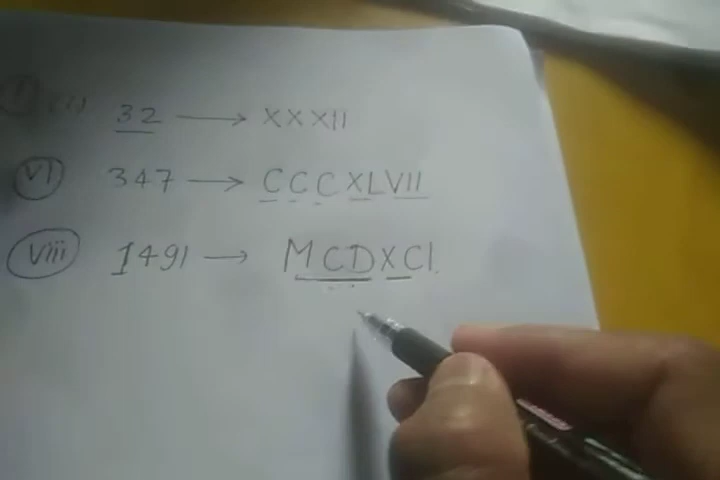 32 → XXXII
vi 347 → CCCXLVII
viii 1491 → MCDXCI.